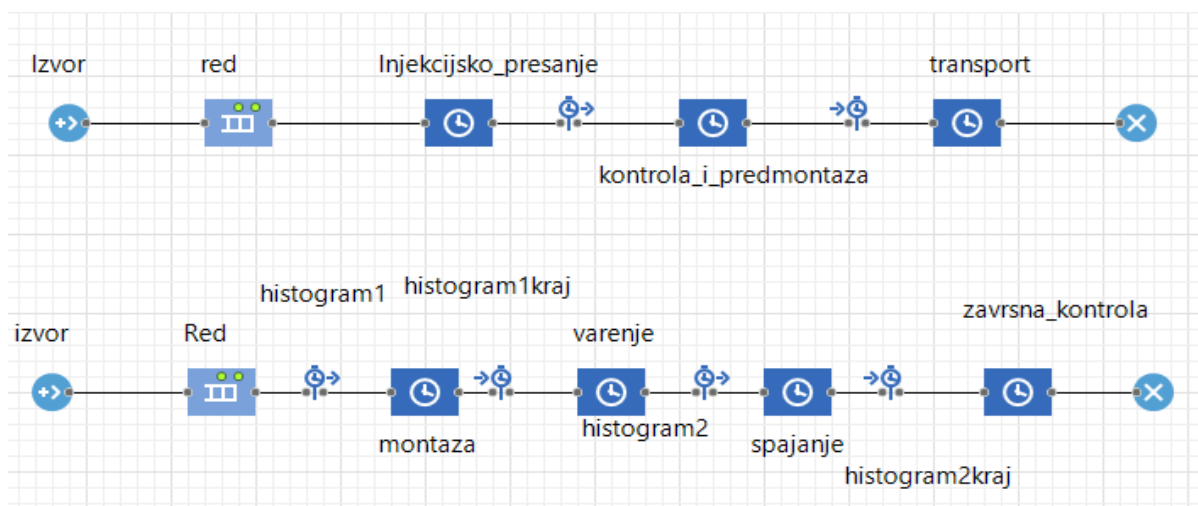 Izvor red Injekcijsko_presanje transport
kontrola_i_predmontaza
histogram1 histogram1kraj
izvor Red varenje zavrsna_kontrola
montaza histogram2 spajanje
histogram2kraj